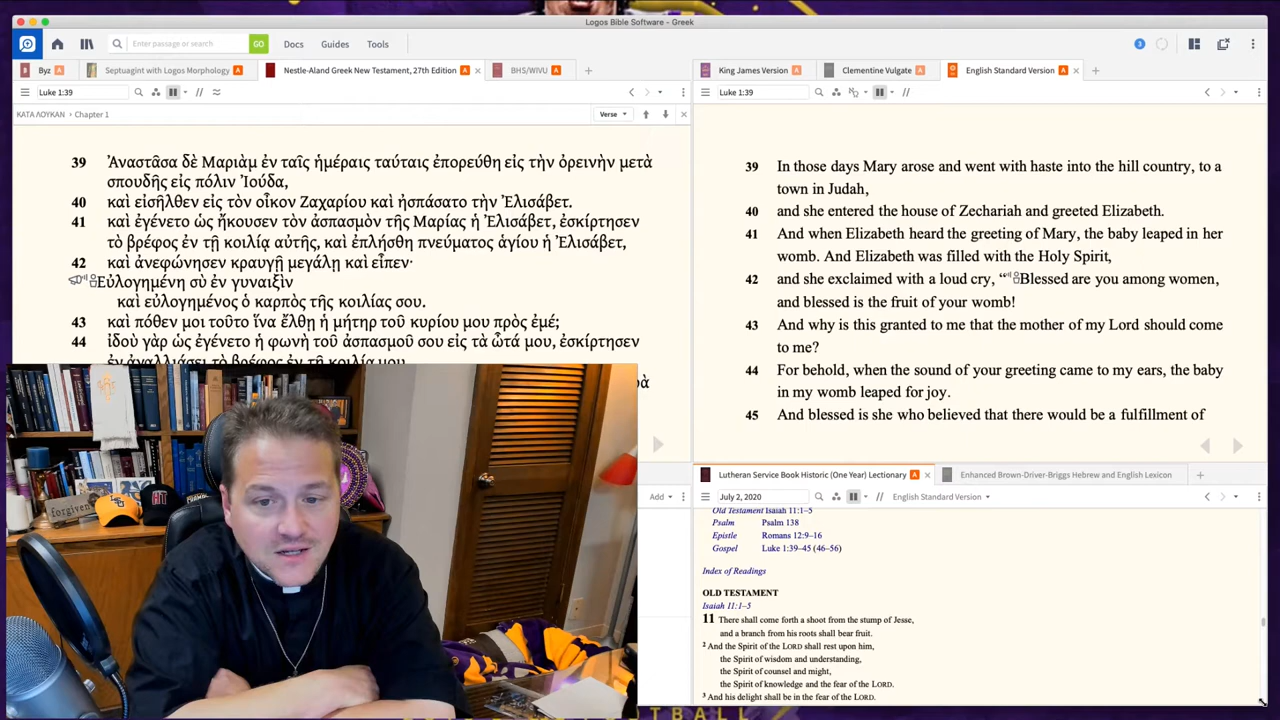 Logos Bible Software - Greek
Enter passage or search
GO
Docs
Guides
Tools
3
Byz A
Septuagint with Logos Morphology A
Nestle-Aland Greek New Testament, 27th Edition A
BHS/WIVU A
King James Version A
Clementine Vulgate A
English Standard Version A
Luke 1:39
Luke 1:39
ΚΑΤΑ ΛΟΥΚΑΝ > Chapter 1
Verse
39 Ἀναστᾶσα δὲ Μαριὰμ ἐν ταῖς ἡμέραις ταύταις ἐπορεύθη εἰς τὴν ὀρεινὴν μετὰ
σπουδῆς εἰς πόλιν Ἰούδα,
40 καὶ εἰσῆλθεν εἰς τὸν οἶκον Ζαχαρίου καὶ ἠσπάσατο τὴν Ἐλισάβετ.
41 καὶ ἐγένετο ὡς ἤκουσεν τὸν ἀσπασμὸν τῆς Μαρίας ἡ Ἐλισάβετ, ἐσκίρτησεν
τὸ βρέφος ἐν τῇ κοιλίᾳ αὐτῆς, καὶ ἐπλήσθη πνεύματος ἁγίου ἡ Ἐλισάβετ,
42 καὶ ἀνεφώνησεν κραυγῇ μεγάλῃ καὶ εἶπεν·
Εὐλογημένη σὺ ἐν γυναιξὶν
καὶ εὐλογημένος ὁ καρπὸς τῆς κοιλίας σου.
43 καὶ πόθεν μοι τοῦτο ἵνα ἔλθῃ ἡ μήτηρ τοῦ κυρίου μου πρὸς ἐμέ;
44 ἰδοὺ γὰρ ὡς ἐγένετο ἡ φωνὴ τοῦ ἀσπασμοῦ σου εἰς τὰ ὦτά μου, ἐσκίρτησεν
ἐν ἀγαλλιάσει τὸ βρέφος ἐν τῇ κοιλίᾳ μου.
39 In those days Mary arose and went with haste into the hill country, to a
town in Judah,
40 and she entered the house of Zechariah and greeted Elizabeth.
41 And when Elizabeth heard the greeting of Mary, the baby leaped in her
womb. And Elizabeth was filled with the Holy Spirit,
42 and she exclaimed with a loud cry, “Blessed are you among women,
and blessed is the fruit of your womb!
43 And why is this granted to me that the mother of my Lord should come
to me?
44 For behold, when the sound of your greeting came to my ears, the baby
in my womb leaped for joy.
45 And blessed is she who believed that there would be a fulfillment of
forgiven
Add
Lutheran Service Book Historic (One Year) Lectionary A
Enhanced Brown-Driver-Briggs Hebrew and English Lexicon
July 2, 2020
English Standard Version
Old Testament Isaiah 11:1–5
Psalm Psalm 138
Epistle Romans 12:9–16
Gospel Luke 1:39–45 (46–56)
Index of Readings
OLD TESTAMENT
Isaiah 11:1–5
11 There shall come forth a shoot from the stump of Jesse,
and a branch from his roots shall bear fruit.
2 And the Spirit of the LORD shall rest upon him,
the Spirit of wisdom and understanding,
the Spirit of counsel and might,
the Spirit of knowledge and the fear of the LORD.
3 And his delight shall be in the fear of the LORD.
FOOTBALL